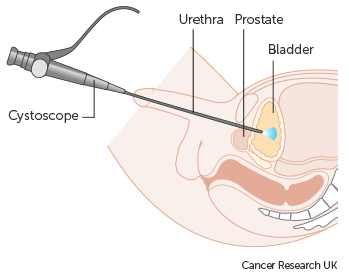 Urethra Prostate
Bladder
Cystoscope
Cancer Research UK